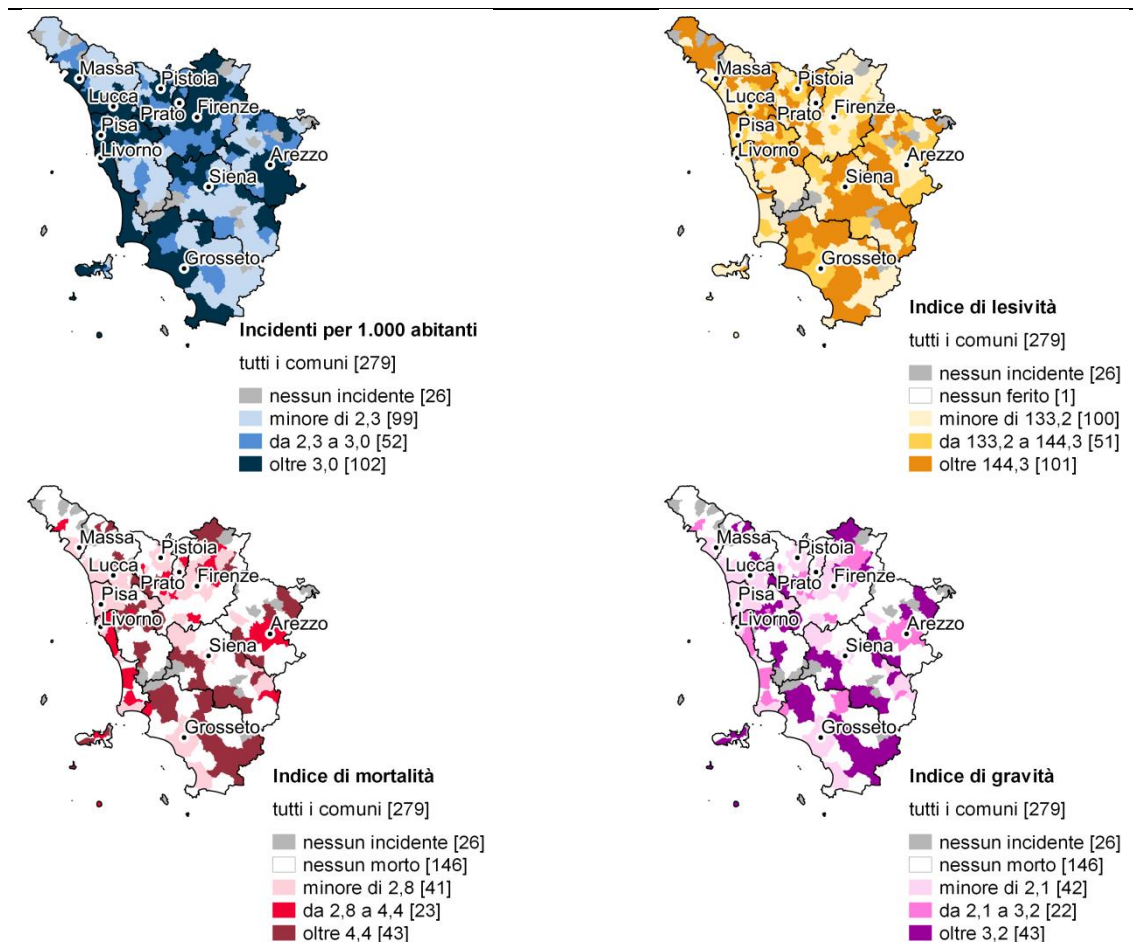 Massa
Pistoia
Lucca
Prato
Firenze
Pisa
Livorno
Arezzo
Siena
Grosseto
Incidenti per 1.000 abitanti
tutti i comuni [279]
nessun incidente [26]
minore di 2,3 [99]
da 2,3 a 3,0 [52]
oltre 3,0 [102]
Massa
Pistoia
Lucca
Prato
Firenze
Pisa
Livorno
Arezzo
Siena
Grosseto
Indice di lesività
tutti i comuni [279]
nessun incidente [26]
nessun ferito [1]
minore di 133,2 [100]
da 133,2 a 144,3 [51]
oltre 144,3 [101]
Massa
Pistoia
Lucca
Prato
Firenze
Pisa
Livorno
Arezzo
Siena
Grosseto
Indice di mortalità
tutti i comuni [279]
nessun incidente [26]
nessun morto [146]
minore di 2,8 [41]
da 2,8 a 4,4 [23]
oltre 4,4 [43]
Massa
Pistoia
Lucca
Prato
Firenze
Pisa
Livorno
Arezzo
Siena
Grosseto
Indice di gravità
tutti i comuni [279]
nessun incidente [26]
nessun morto [146]
minore di 2,1 [42]
da 2,1 a 3,2 [22]
oltre 3,2 [43]